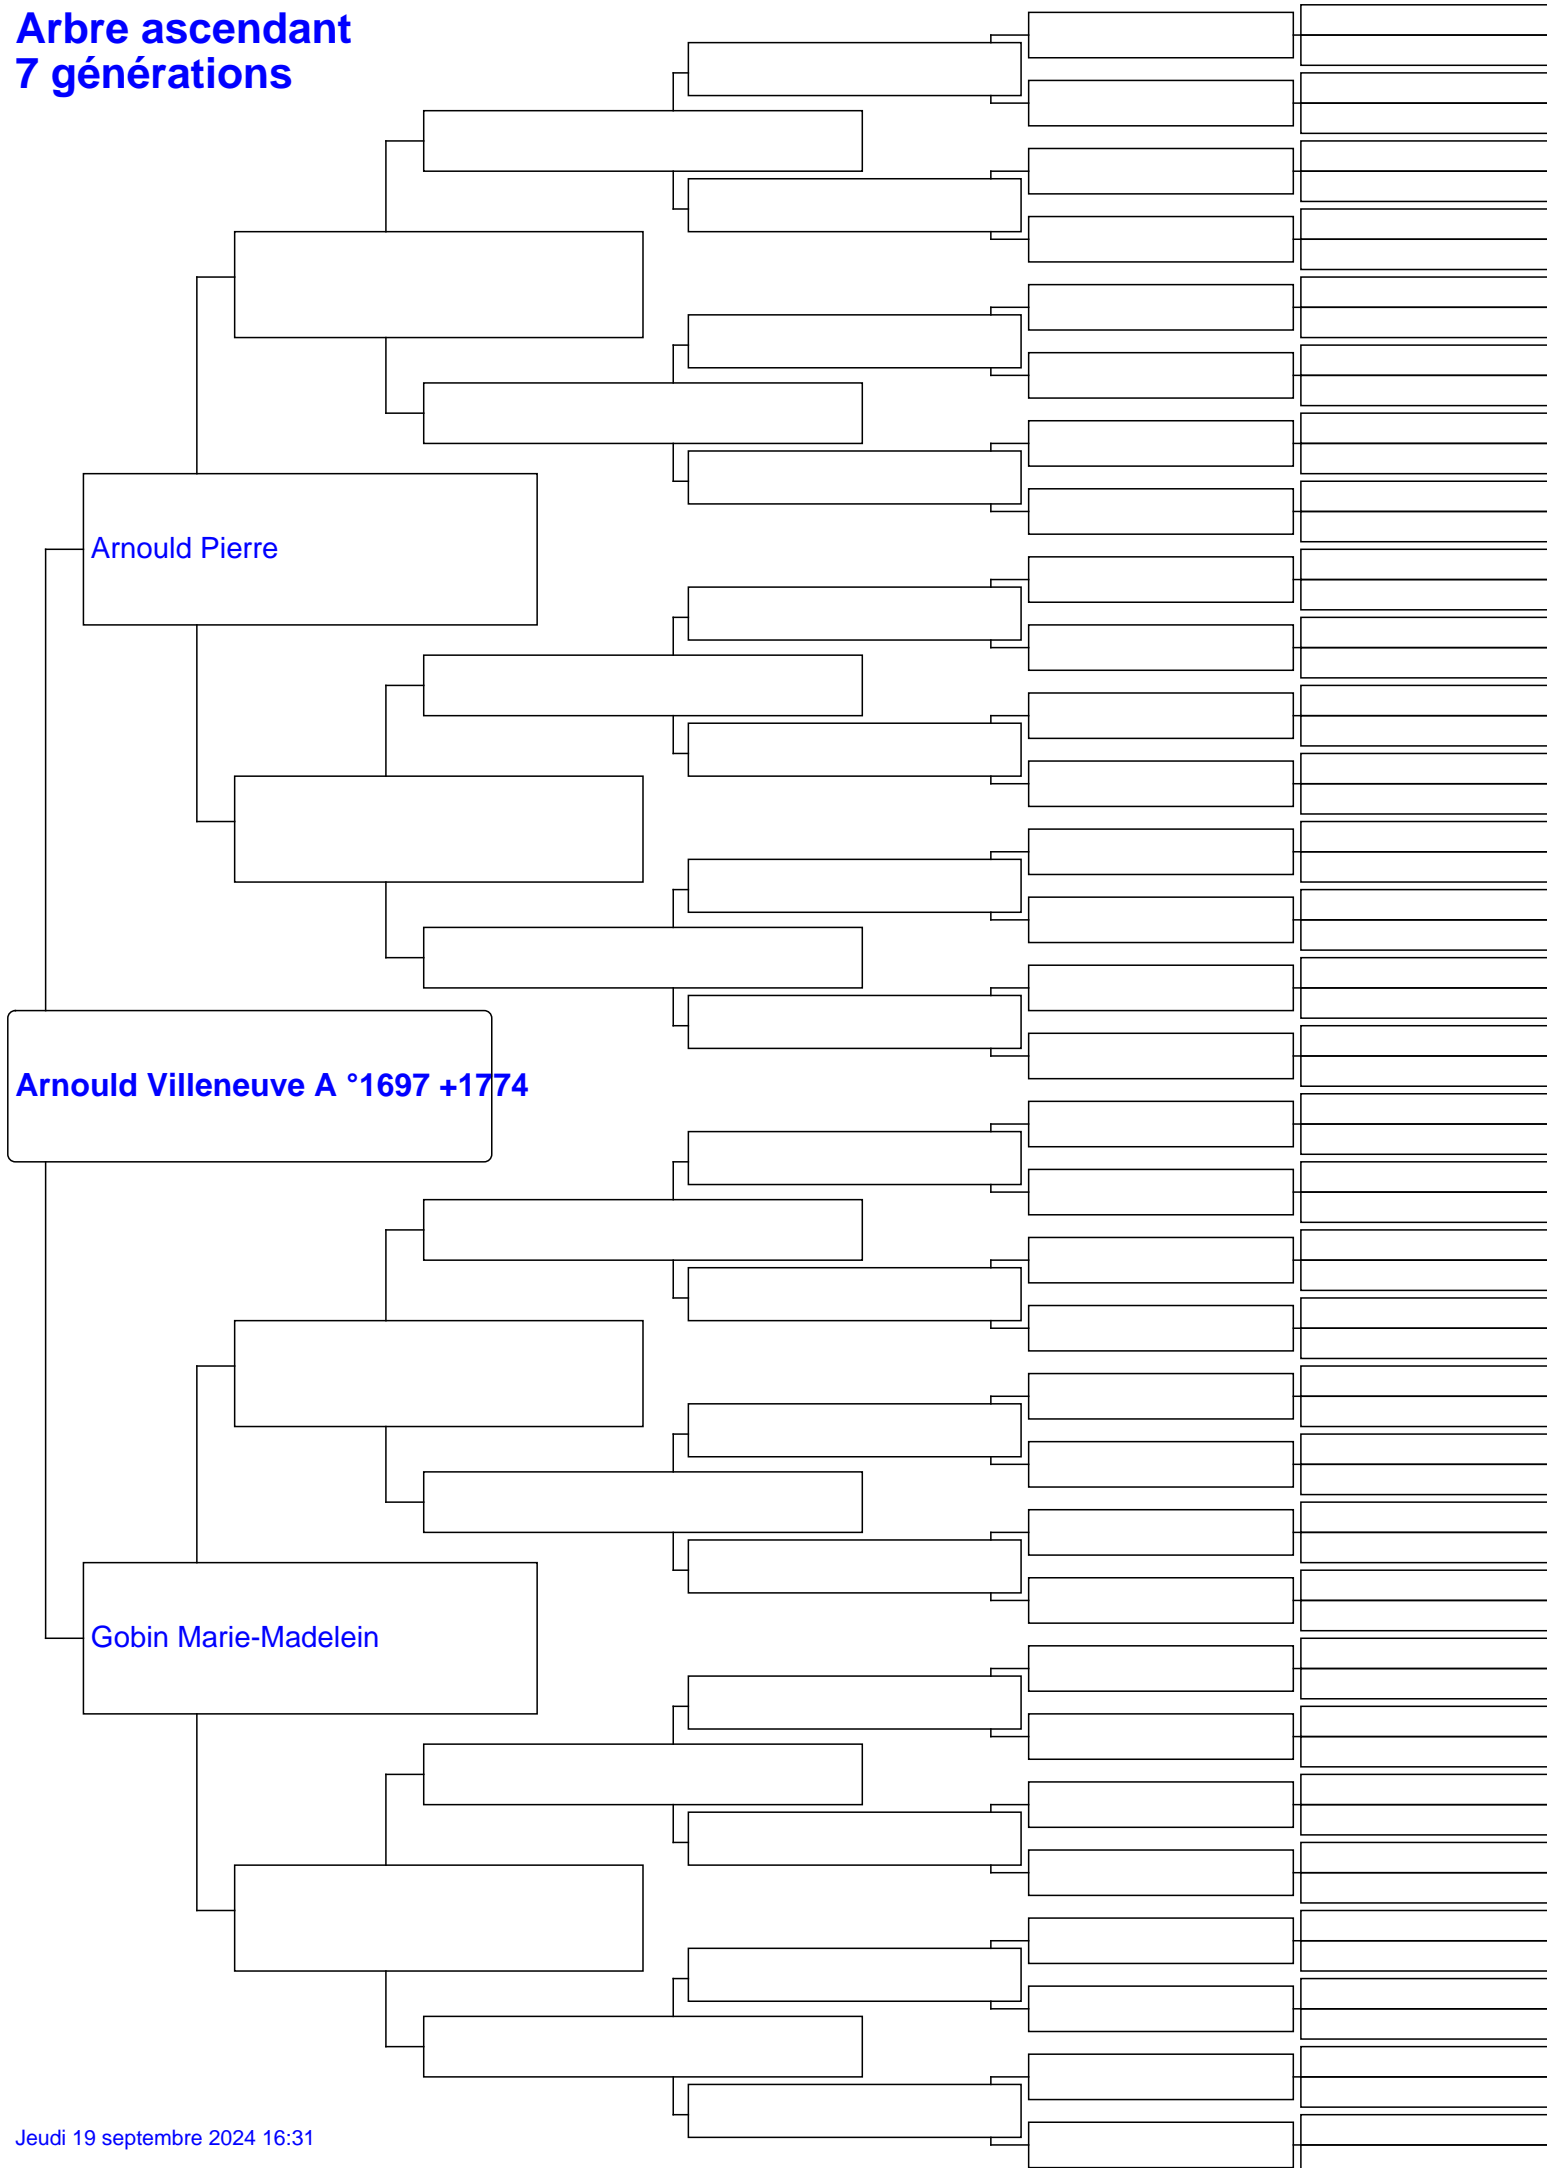 Arbre ascendant
7 générations
Arnould Pierre
Arnould Villeneuve A °1697 +1774
Gobin Marie-Madelein
Jeudi 19 septembre 2024 16:31